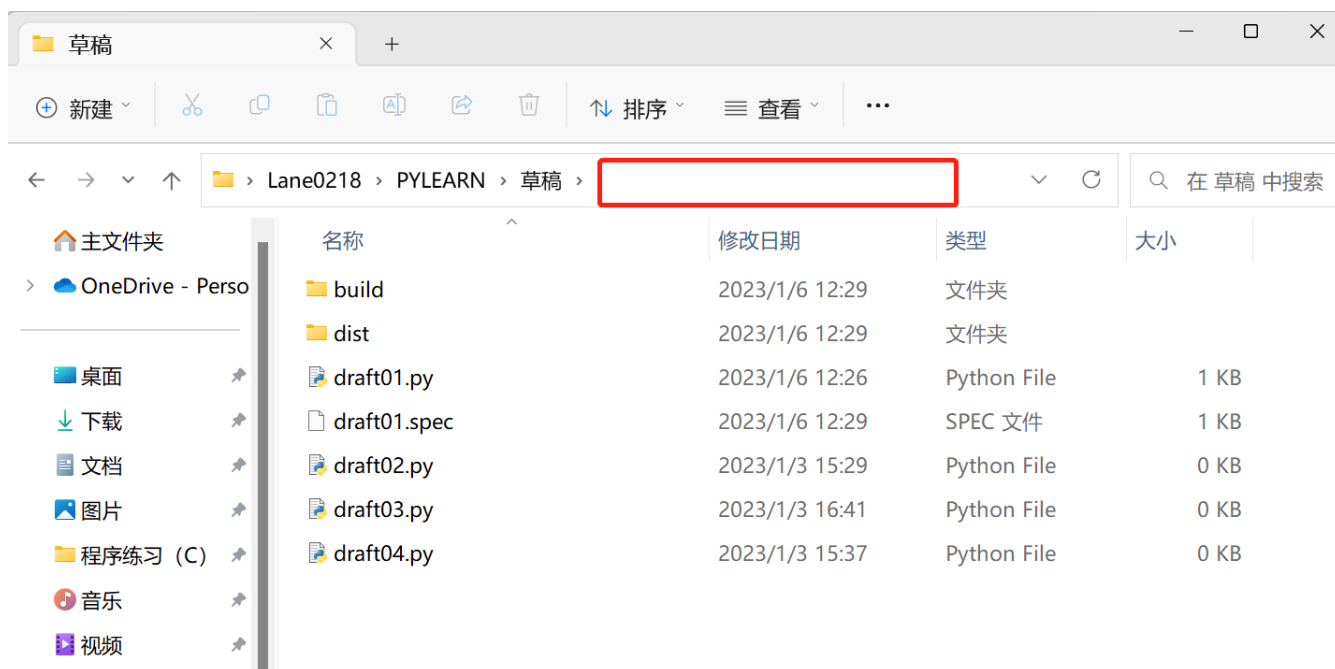 草稿
新建 排序 查看
Lane0218 PYLEARN 草稿 在 草稿 中搜索
主文件夹 名称 修改日期 类型 大小
OneDrive - Perso build 2023/1/6 12:29 文件夹
dist 2023/1/6 12:29 文件夹
桌面 draft01.py 2023/1/6 12:26 Python File 1 KB
下载 draft01.spec 2023/1/6 12:29 SPEC 文件 1 KB
文档 draft02.py 2023/1/3 15:29 Python File 0 KB
图片 draft03.py 2023/1/3 16:41 Python File 0 KB
程序练习（C） draft04.py 2023/1/3 15:37 Python File 0 KB
音乐
视频